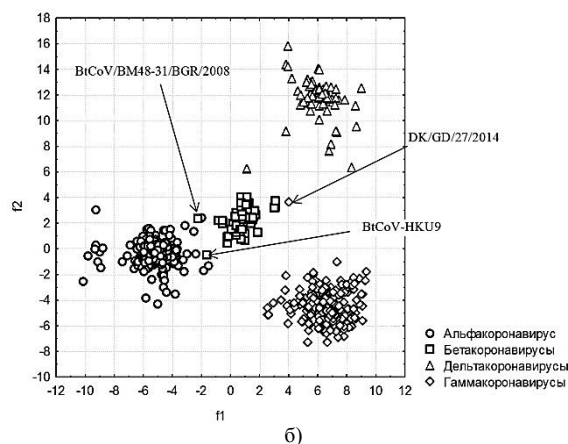 18
16
14
12
10
8
6
4
2
0
-2
-4
-6
-8
-10
f2
BtCoV/BM48-31/BGR/2008
DK/GD/27/2014
BtCoV-HKU9
-12 -10 -8 -6 -4 -2 0 2 4 6 8 10 12
f1
Альфакоронавирус
Бетакоронавирусы
Дельтакоронавирусы
Гаммакоронавирусы
б)